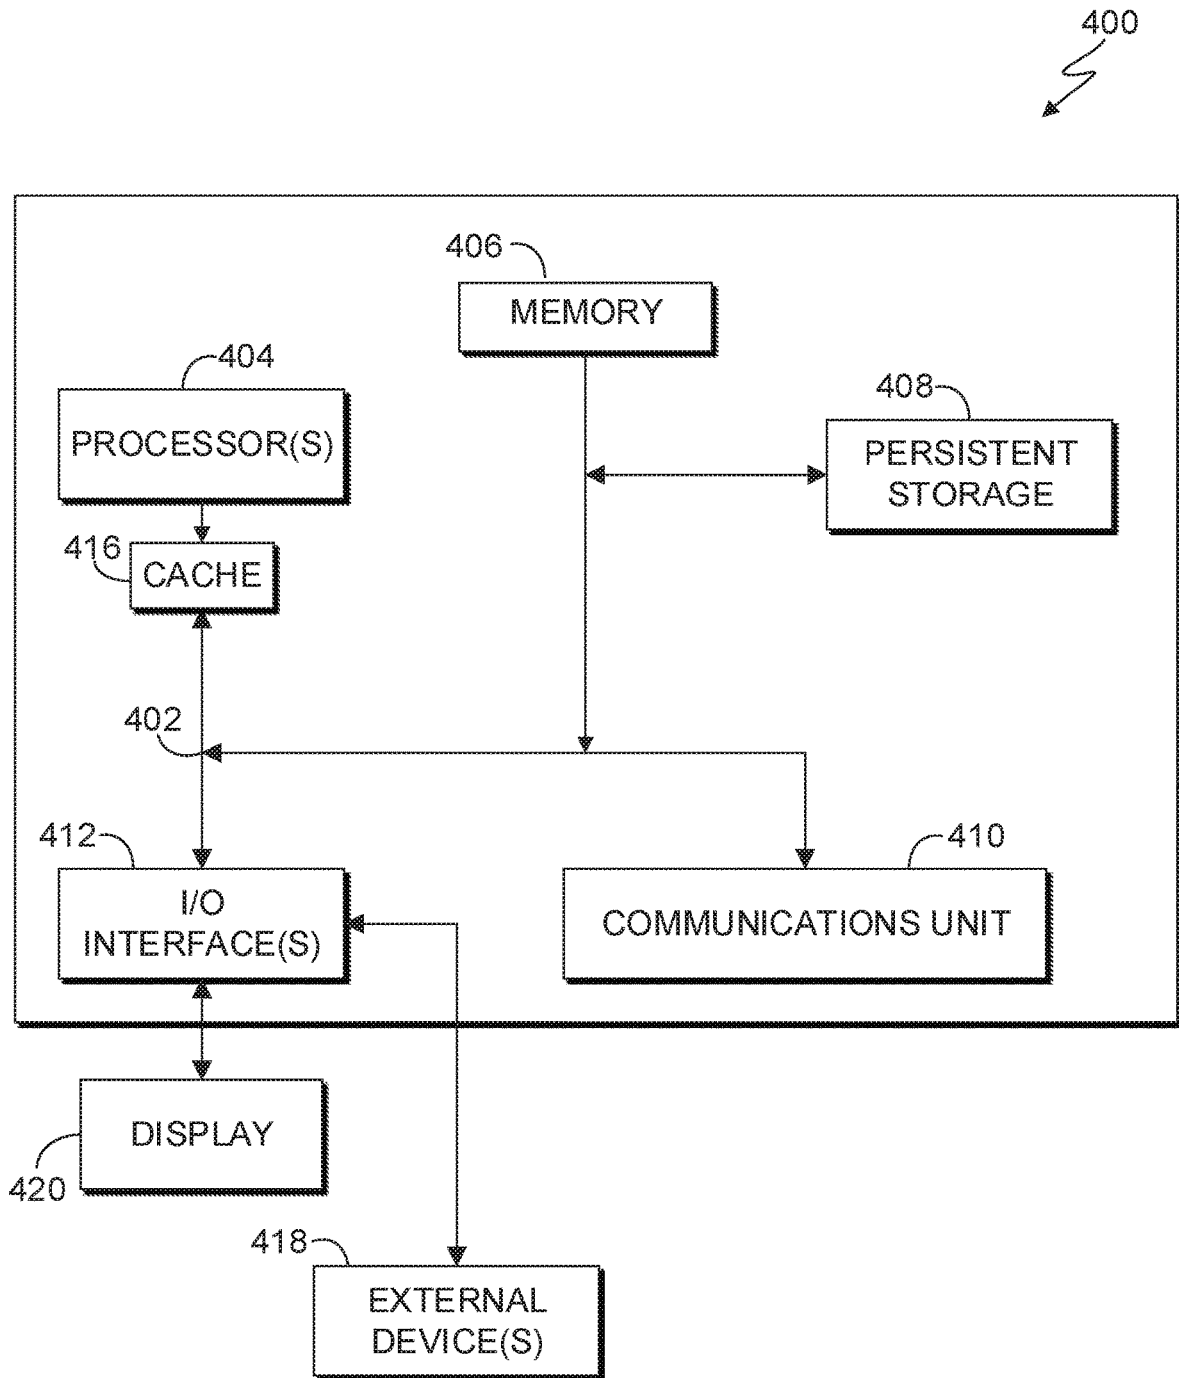 400
406
MEMORY
404
PROCESSOR(S)
408
PERSISTENT
STORAGE
416
CACHE
402
412
I/O
INTERFACE(S)
410
COMMUNICATIONS UNIT
DISPLAY
420
418
EXTERNAL
DEVICE(S)